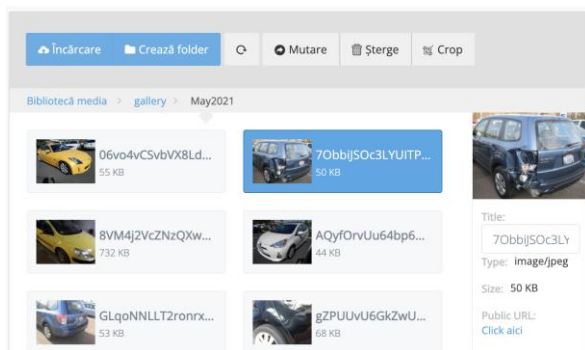 Încărcare Crează folder Mutare Șterge Crop
Bibliotecă media > gallery > May2021
06vo4vCSvbVX8Ld...
55 KB
7ObbiJSOc3LYUITP...
50 KB
8VM4j2VcZNzQXw...
732 KB
AQyfOrvUu64bp6...
44 KB
GLqoNNLLT2ronrx...
53 KB
gZPUUvU6GkZwU...
68 KB
Title:
7ObbiJSOc3LY
Type: image/jpeg
Size: 50 KB
Public URL:
Click aici